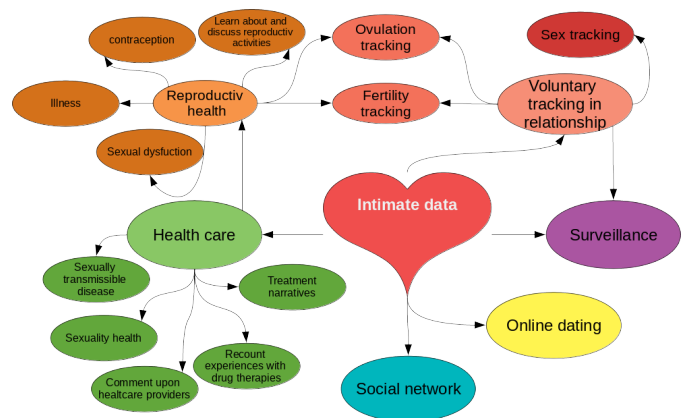 Learn about and
discuss reproductiv
activities
contraception
Ovulation
tracking
Sex tracking
Illness
Reproductiv
health
Fertility
tracking
Voluntary
tracking in
relationship
Sexual dysfuction
Intimate data
Health care
Surveillance
Sexually
transmissible
disease
Treatment
narratives
Online dating
Sexuality health
Recount
experiences with
drug therapies
Comment upon
healtcare providers
Social network